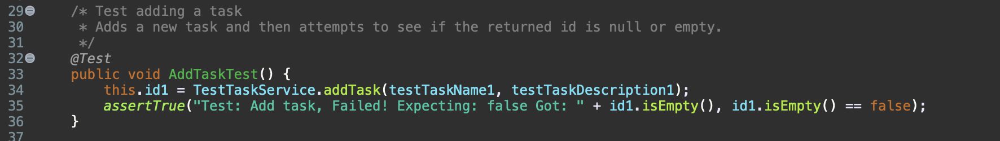 29 /* Test adding a task
30 * Adds a new task and then attempts to see if the returned id is null or empty.
31 */
32 @Test
33 public void AddTaskTest() {
34 this.id1 = TestTaskService.addTask(testTaskName1, testTaskDescription1);
35 assertTrue("Test: Add task, Failed! Expecting: false Got: " + id1.isEmpty(), id1.isEmpty() == false);
36 }
37